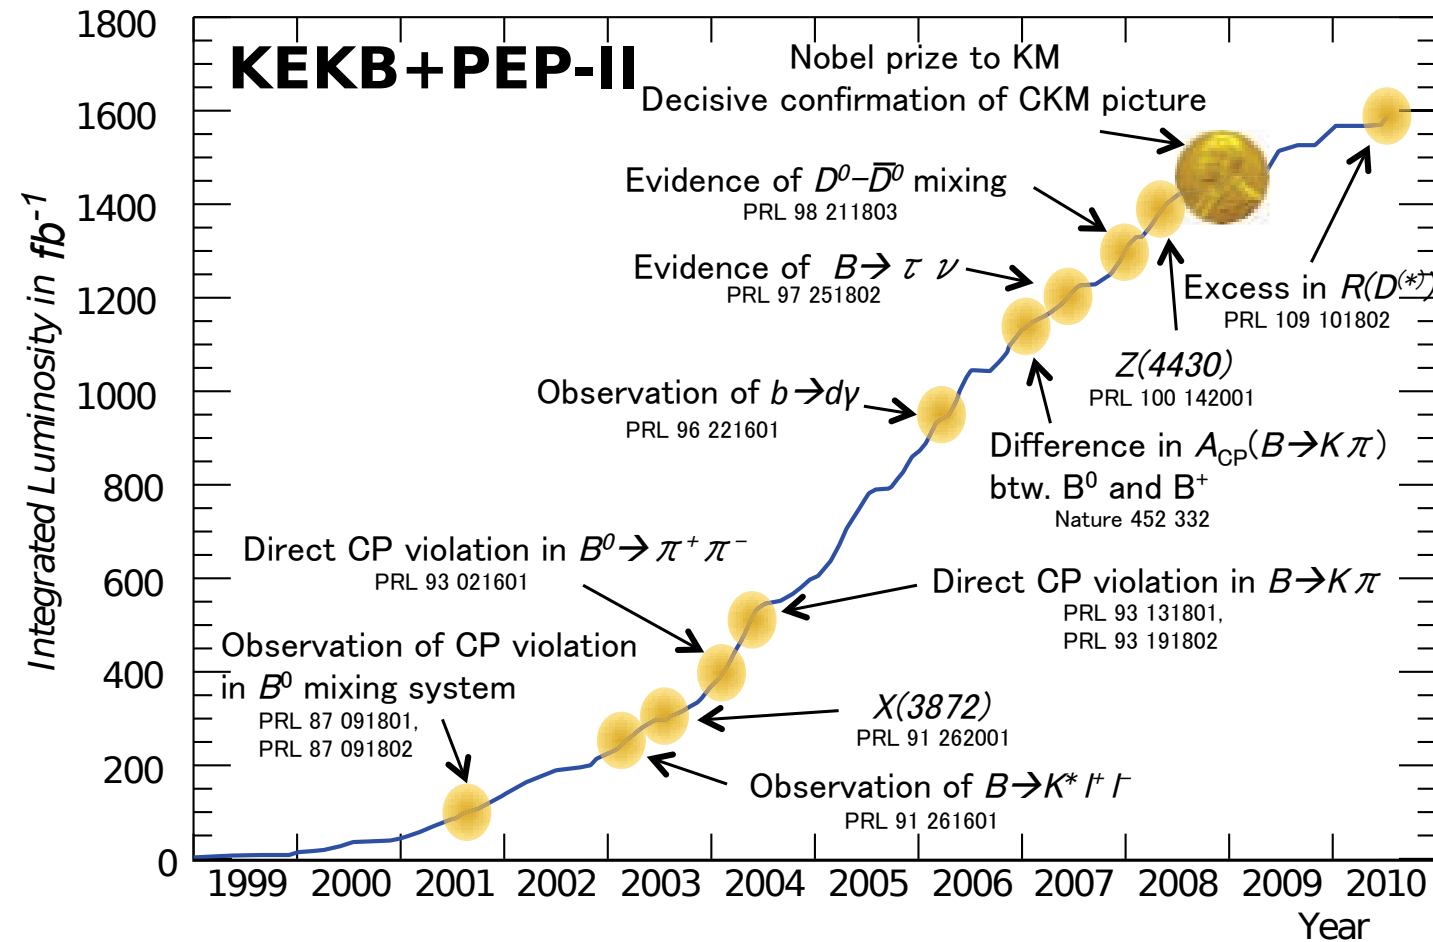 KEKB+PEP-II
Nobel prize to KM
Decisive confirmation of CKM picture
Evidence of D⁰–D̅⁰ mixing
PRL 98 211803
Evidence of B→ τ ν
PRL 97 251802
Excess in R(D⁽*⁾)
PRL 109 101802
Z(4430)
PRL 100 142001
Observation of b→dγ
PRL 96 221601
Difference in A_CP(B→Kπ)
btw. B⁰ and B⁺
Nature 452 332
Direct CP violation in B⁰→ π⁺ π⁻
PRL 93 021601
Direct CP violation in B→Kπ
PRL 93 131801,
PRL 93 191802
Observation of CP violation
in B⁰ mixing system
PRL 87 091801,
PRL 87 091802
X(3872)
PRL 91 262001
Observation of B→K* l⁺ l⁻
PRL 91 261601
Integrated Luminosity in fb⁻¹
1800
1600
1400
1200
1000
800
600
400
200
0
1999 2000 2001 2002 2003 2004 2005 2006 2007 2008 2009 2010
Year